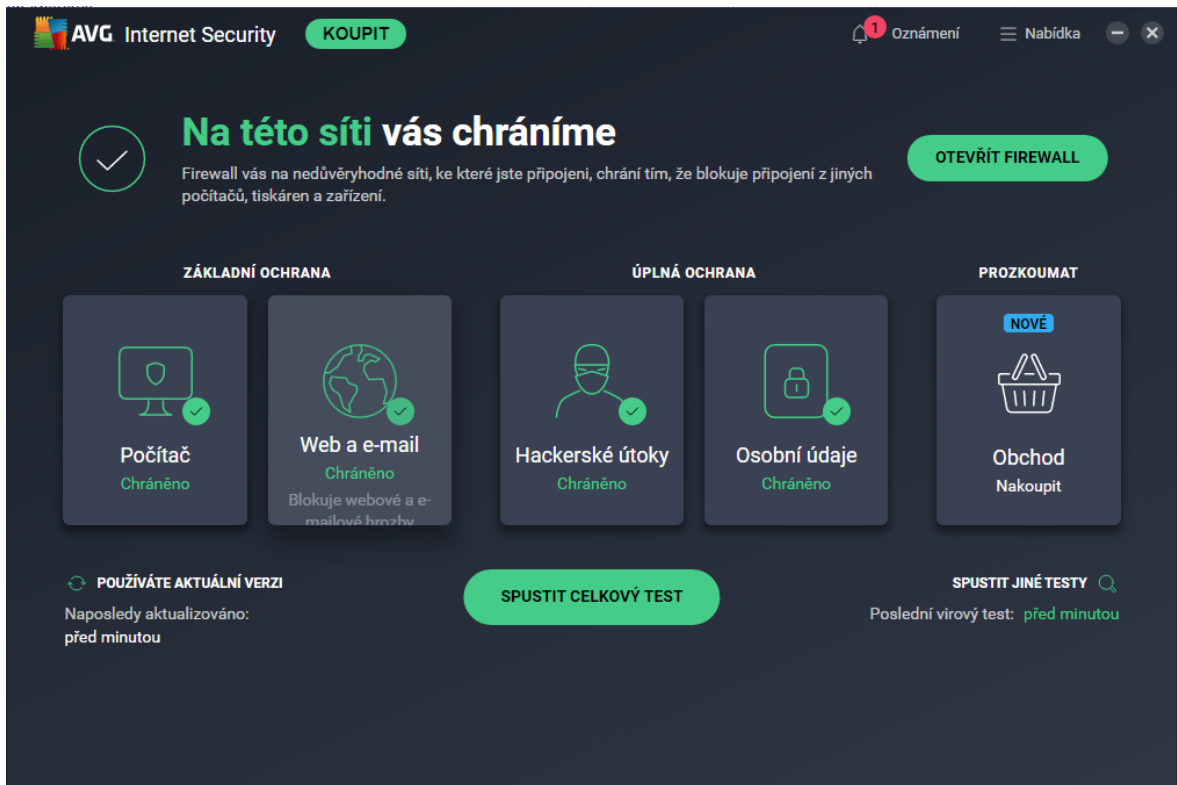 AVG Internet Security KOUPIT 1 Oznámení Nabídka
Na této síti vás chráníme
Firewall vás na nedůvěryhodné síti, ke které jste připojeni, chrání tím, že blokuje připojení z jiných
počítačů, tiskáren a zařízení.
OTEVŘÍT FIREWALL
ZÁKLADNÍ OCHRANA
Počítač
Chráněno
Web a e-mail
Chráněno
Blokuje webové a e-
mailové hrozby
ÚPLNÁ OCHRANA
Hackerské útoky
Chráněno
Osobní údaje
Chráněno
PROZKOUMAT
NOVÉ
Obchod
Nakoupit
POUŽÍVÁTE AKTUÁLNÍ VERZI
Naposledy aktualizováno:
před minutou
SPUSTIT CELKOVÝ TEST
SPUSTIT JINÉ TESTY
Poslední virový test: před minutou